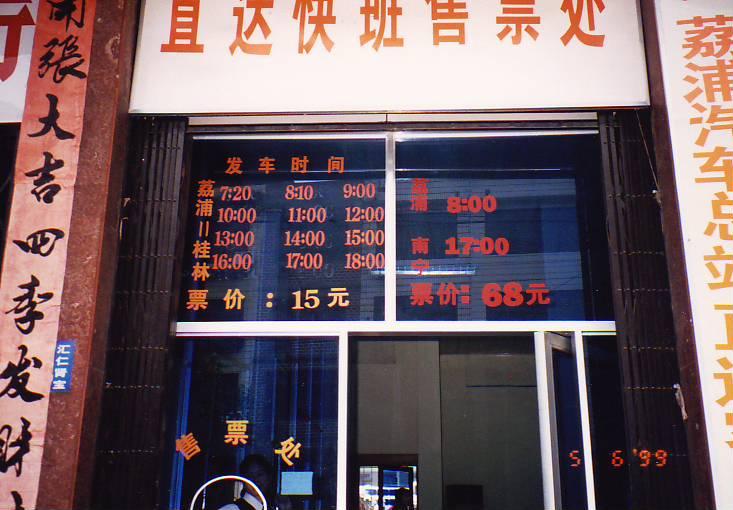 直达快班售票处
张大吉四季发财
荔浦汽车总站直达
发车时间
荔浦=桂林
7:20 8:10 9:00
10:00 11:00 12:00
13:00 14:00 15:00
16:00 17:00 18:00
票价:15元
荔浦
南宁
8:00
17:00
票价:68元
汇仁肾宝
售票处
5 6 '99